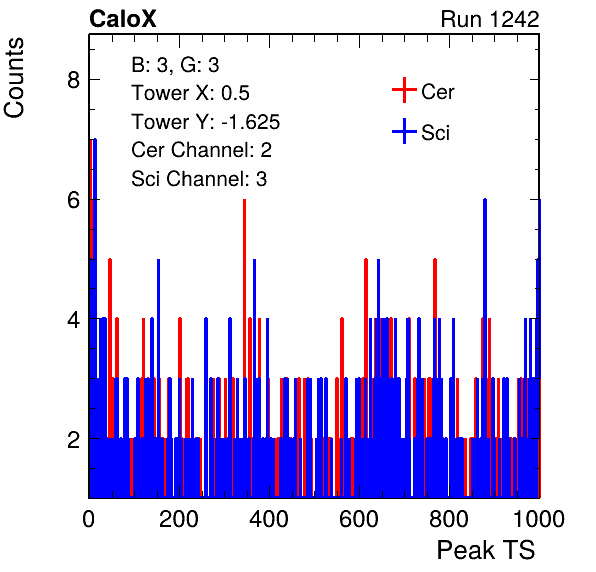 CaloX
Run 1242
Counts
B: 3, G: 3
Tower X: 0.5
Tower Y: -1.625
Cer Channel: 2
Sci Channel: 3
Cer
Sci
8
6
4
2
0 200 400 600 800 1000
Peak TS